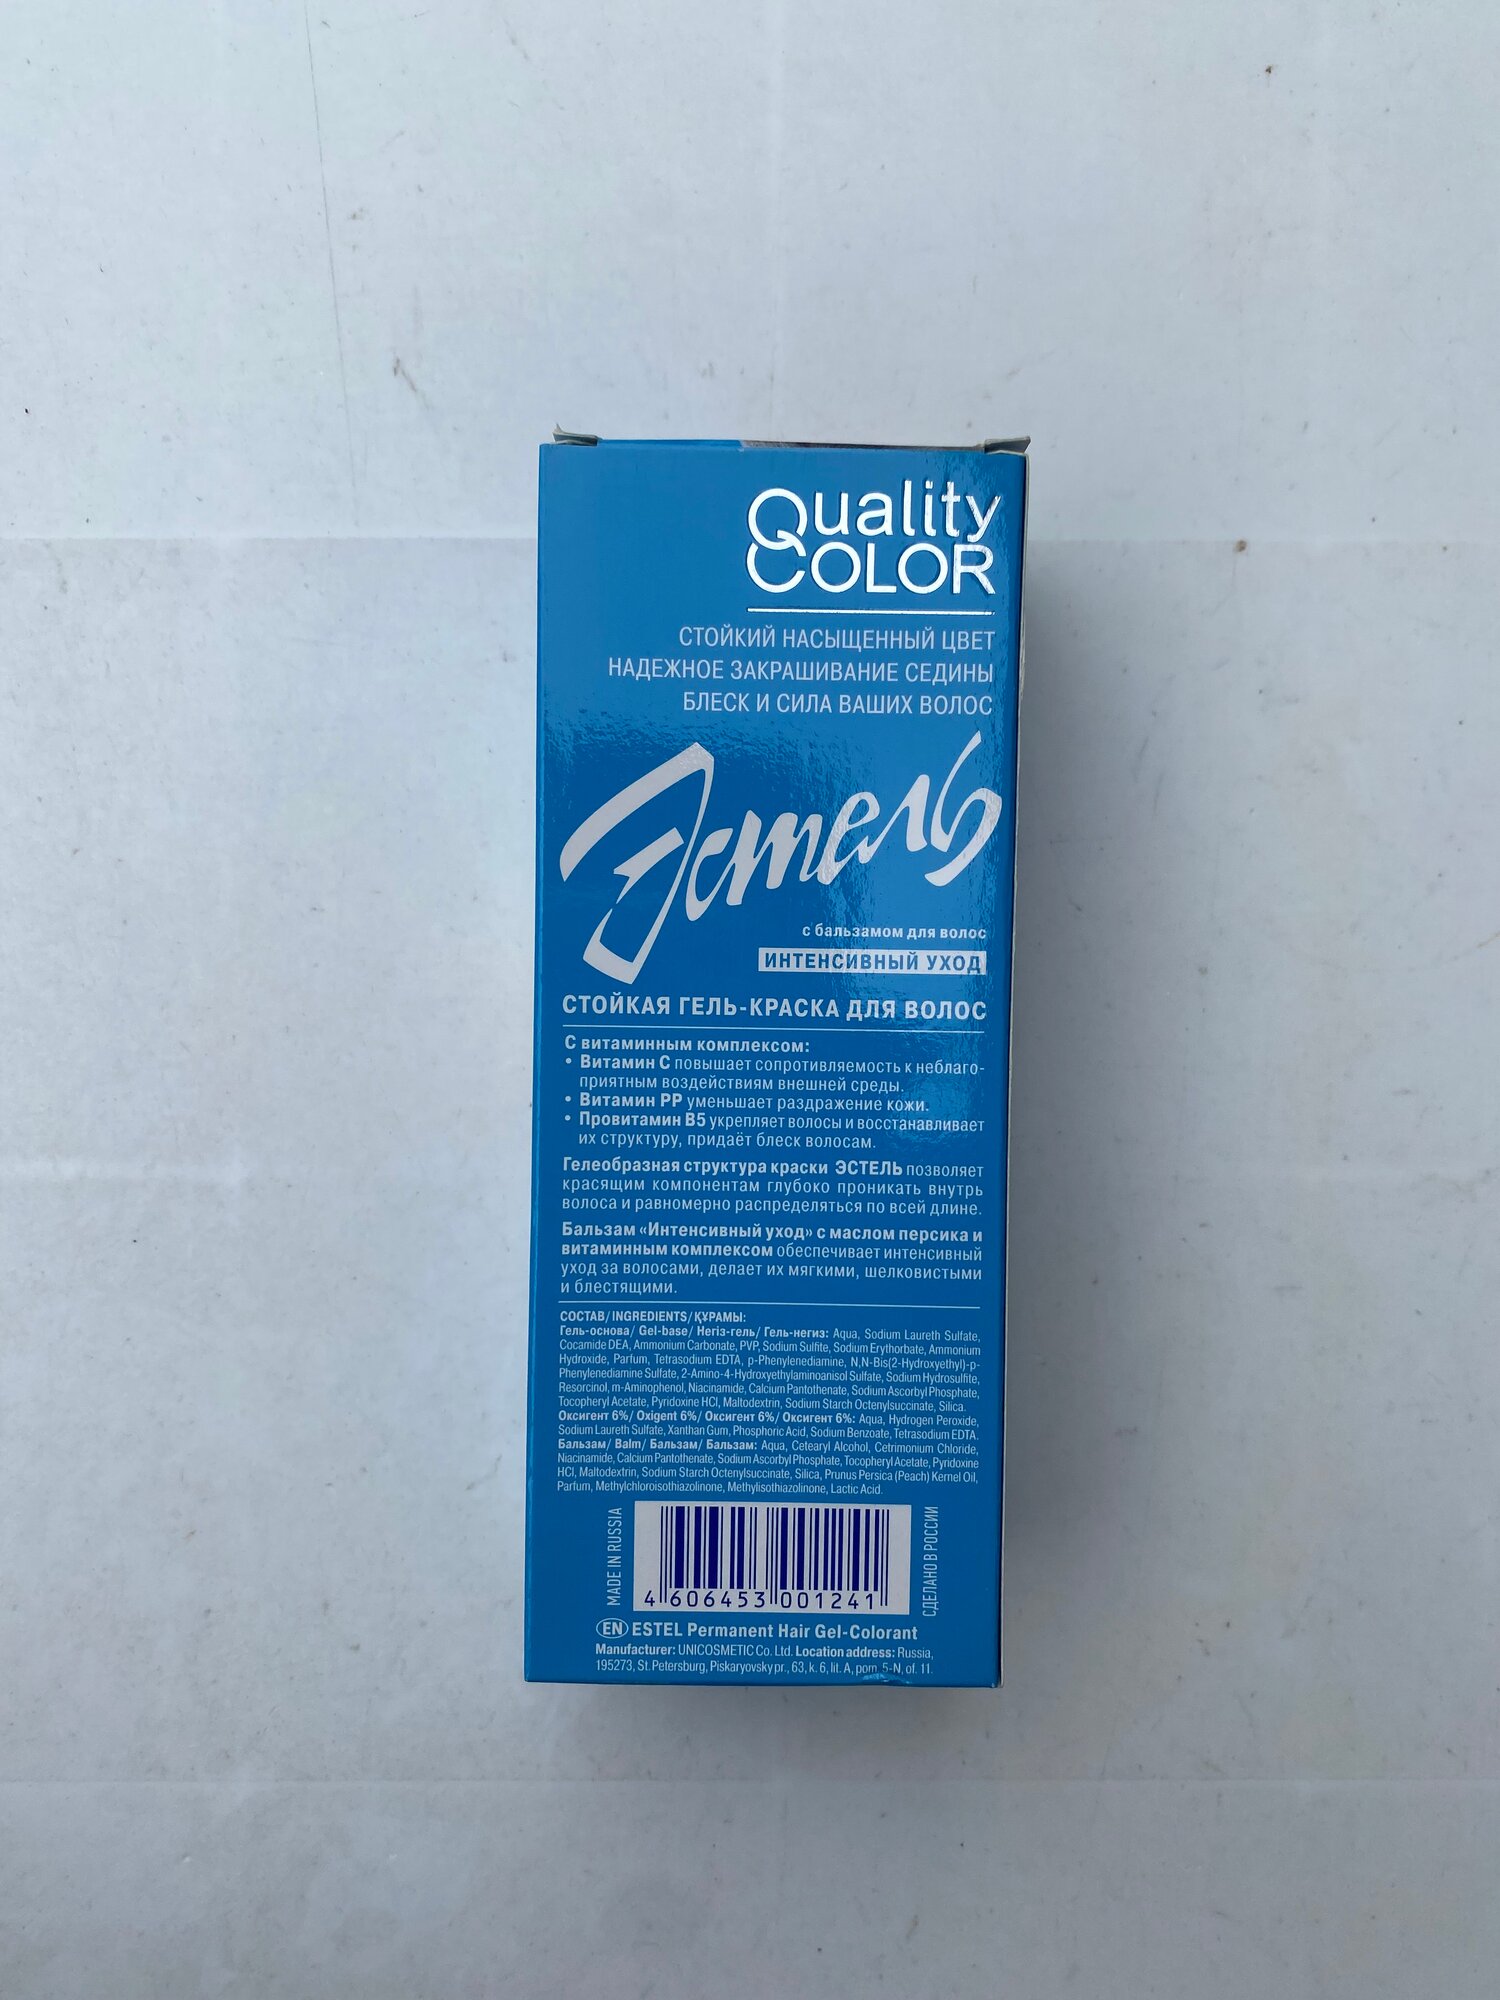 Quality
COLOR
СТОЙКИЙ НАСЫЩЕННЫЙ ЦВЕТ
НАДЕЖНОЕ ЗАКРАШИВАНИЕ СЕДИНЫ
БЛЕСК И СИЛА ВАШИХ ВОЛОС
Эстель
с бальзамом для волос
ИНТЕНСИВНЫЙ УХОД
СТОЙКАЯ ГЕЛЬ-КРАСКА ДЛЯ ВОЛОС
С витаминным комплексом:
• Витамин С повышает сопротивляемость к неблаго-
приятным воздействиям внешней среды.
• Витамин РР уменьшает раздражение кожи.
• Провитамин В5 укрепляет волосы и восстанавливает
их структуру, придаёт блеск волосам.
Гелеобразная структура краски ЭСТЕЛЬ позволяет
красящим компонентам глубоко проникать внутрь
волоса и равномерно распределяться по всей длине.
Бальзам «Интенсивный уход» с маслом персика и
витаминным комплексом обеспечивает интенсивный
уход за волосами, делает их мягкими, шелковистыми
и блестящими.
СОСТАВ/ INGREDIENTS/ ҚҰРАМЫ:
Гель-основа/ Gel-base/ Негіз-гель/ Гель-негиз: Aqua, Sodium Laureth Sulfate,
Cocamide DEA, Ammonium Carbonate, PVP, Sodium Sulfite, Sodium Erythorbate, Ammonium
Hydroxide, Parfum, Tetrasodium EDTA, p-Phenylenediamine, N,N-Bis(2-Hydroxyethyl)-p-
Phenylenediamine Sulfate, 2-Amino-4-Hydroxyethylaminoanisol Sulfate, Sodium Hydrosulfite,
Resorcinol, m-Aminophenol, Niacinamide, Calcium Pantothenate, Sodium Ascorbyl Phosphate,
Tocopheryl Acetate, Pyridoxine HCl, Maltodextrin, Sodium Starch Octenylsuccinate, Silica.
Оксигент 6%/ Oxigent 6%/ Оксигент 6%/ Оксигент 6%: Aqua, Hydrogen Peroxide,
Sodium Laureth Sulfate, Xanthan Gum, Phosphoric Acid, Sodium Benzoate, Tetrasodium EDTA.
Бальзам/ Balm/ Бальзам/ Бальзам: Aqua, Cetearyl Alcohol, Cetrimonium Chloride,
Niacinamide, Calcium Pantothenate, Sodium Ascorbyl Phosphate, Tocopheryl Acetate, Pyridoxine
HCl, Maltodextrin, Sodium Starch Octenylsuccinate, Silica, Prunus Persica (Peach) Kernel Oil,
Parfum, Methylchloroisothiazolinone, Methylisothiazolinone, Lactic Acid.
MADE IN RUSSIA
4 606453 001241
СДЕЛАНО В РОССИИ
EN ESTEL Permanent Hair Gel-Colorant
Manufacturer: UNICOSMETIC Co. Ltd. Location address: Russia,
195273, St. Petersburg, Piskaryovsky pr., 63, k. 6, lit. A, pom. 5-N, of. 11.